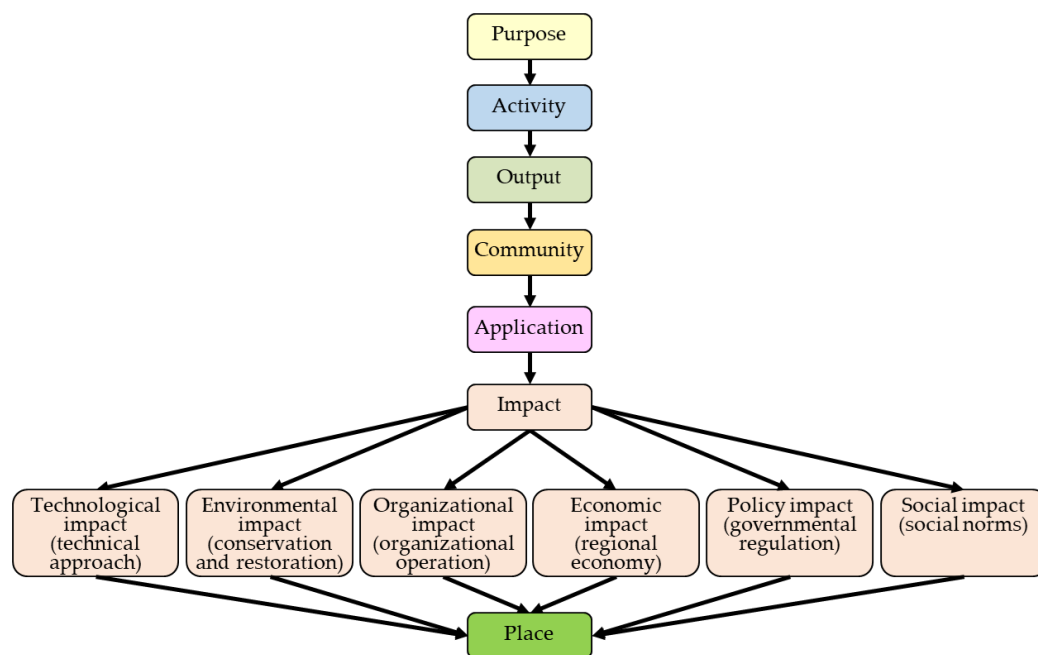 Purpose
Activity
Output
Community
Application
Impact
Technological
impact
(technical
approach)
Environmental
impact
(conservation
and restoration)
Organizational
impact
(organizational
operation)
Economic
impact
(regional
economy)
Policy impact
(governmental
regulation)
Social impact
(social norms)
Place